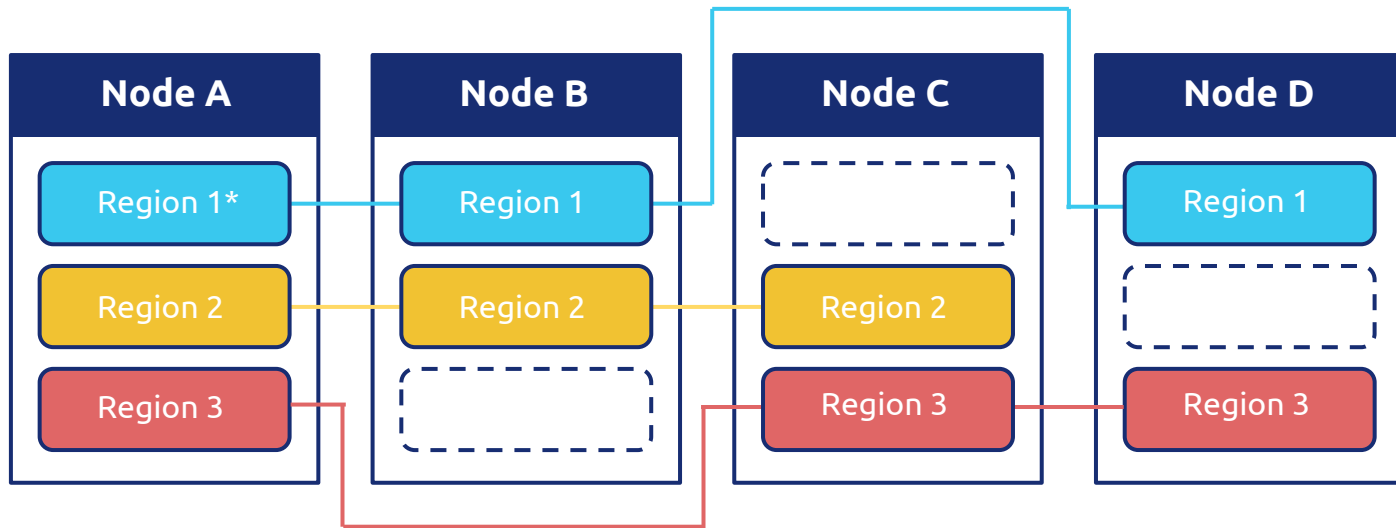 Node A
Node B
Node C
Node D
Region 1*
Region 1
Region 1
Region 2
Region 2
Region 2
Region 3
Region 3
Region 3